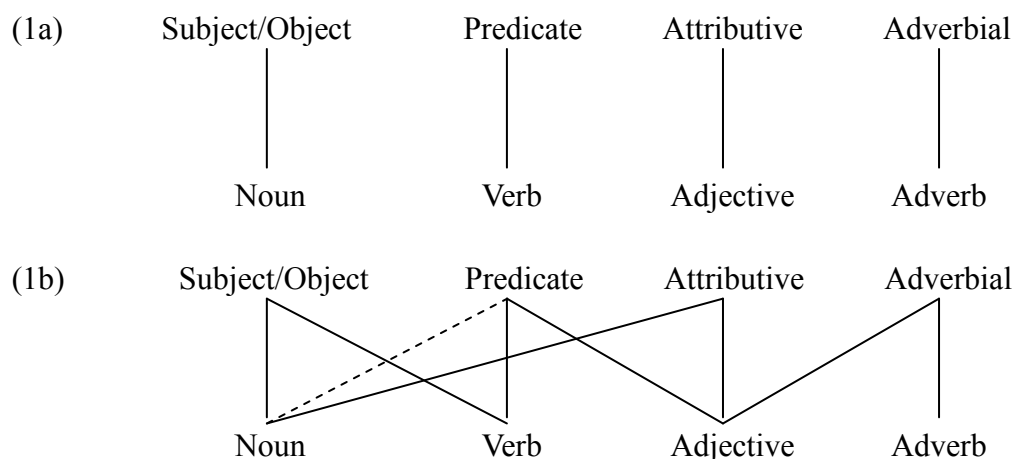 (1a) Subject/Object Predicate Attributive Adverbial
Noun Verb Adjective Adverb
(1b) Subject/Object Predicate Attributive Adverbial
Noun Verb Adjective Adverb